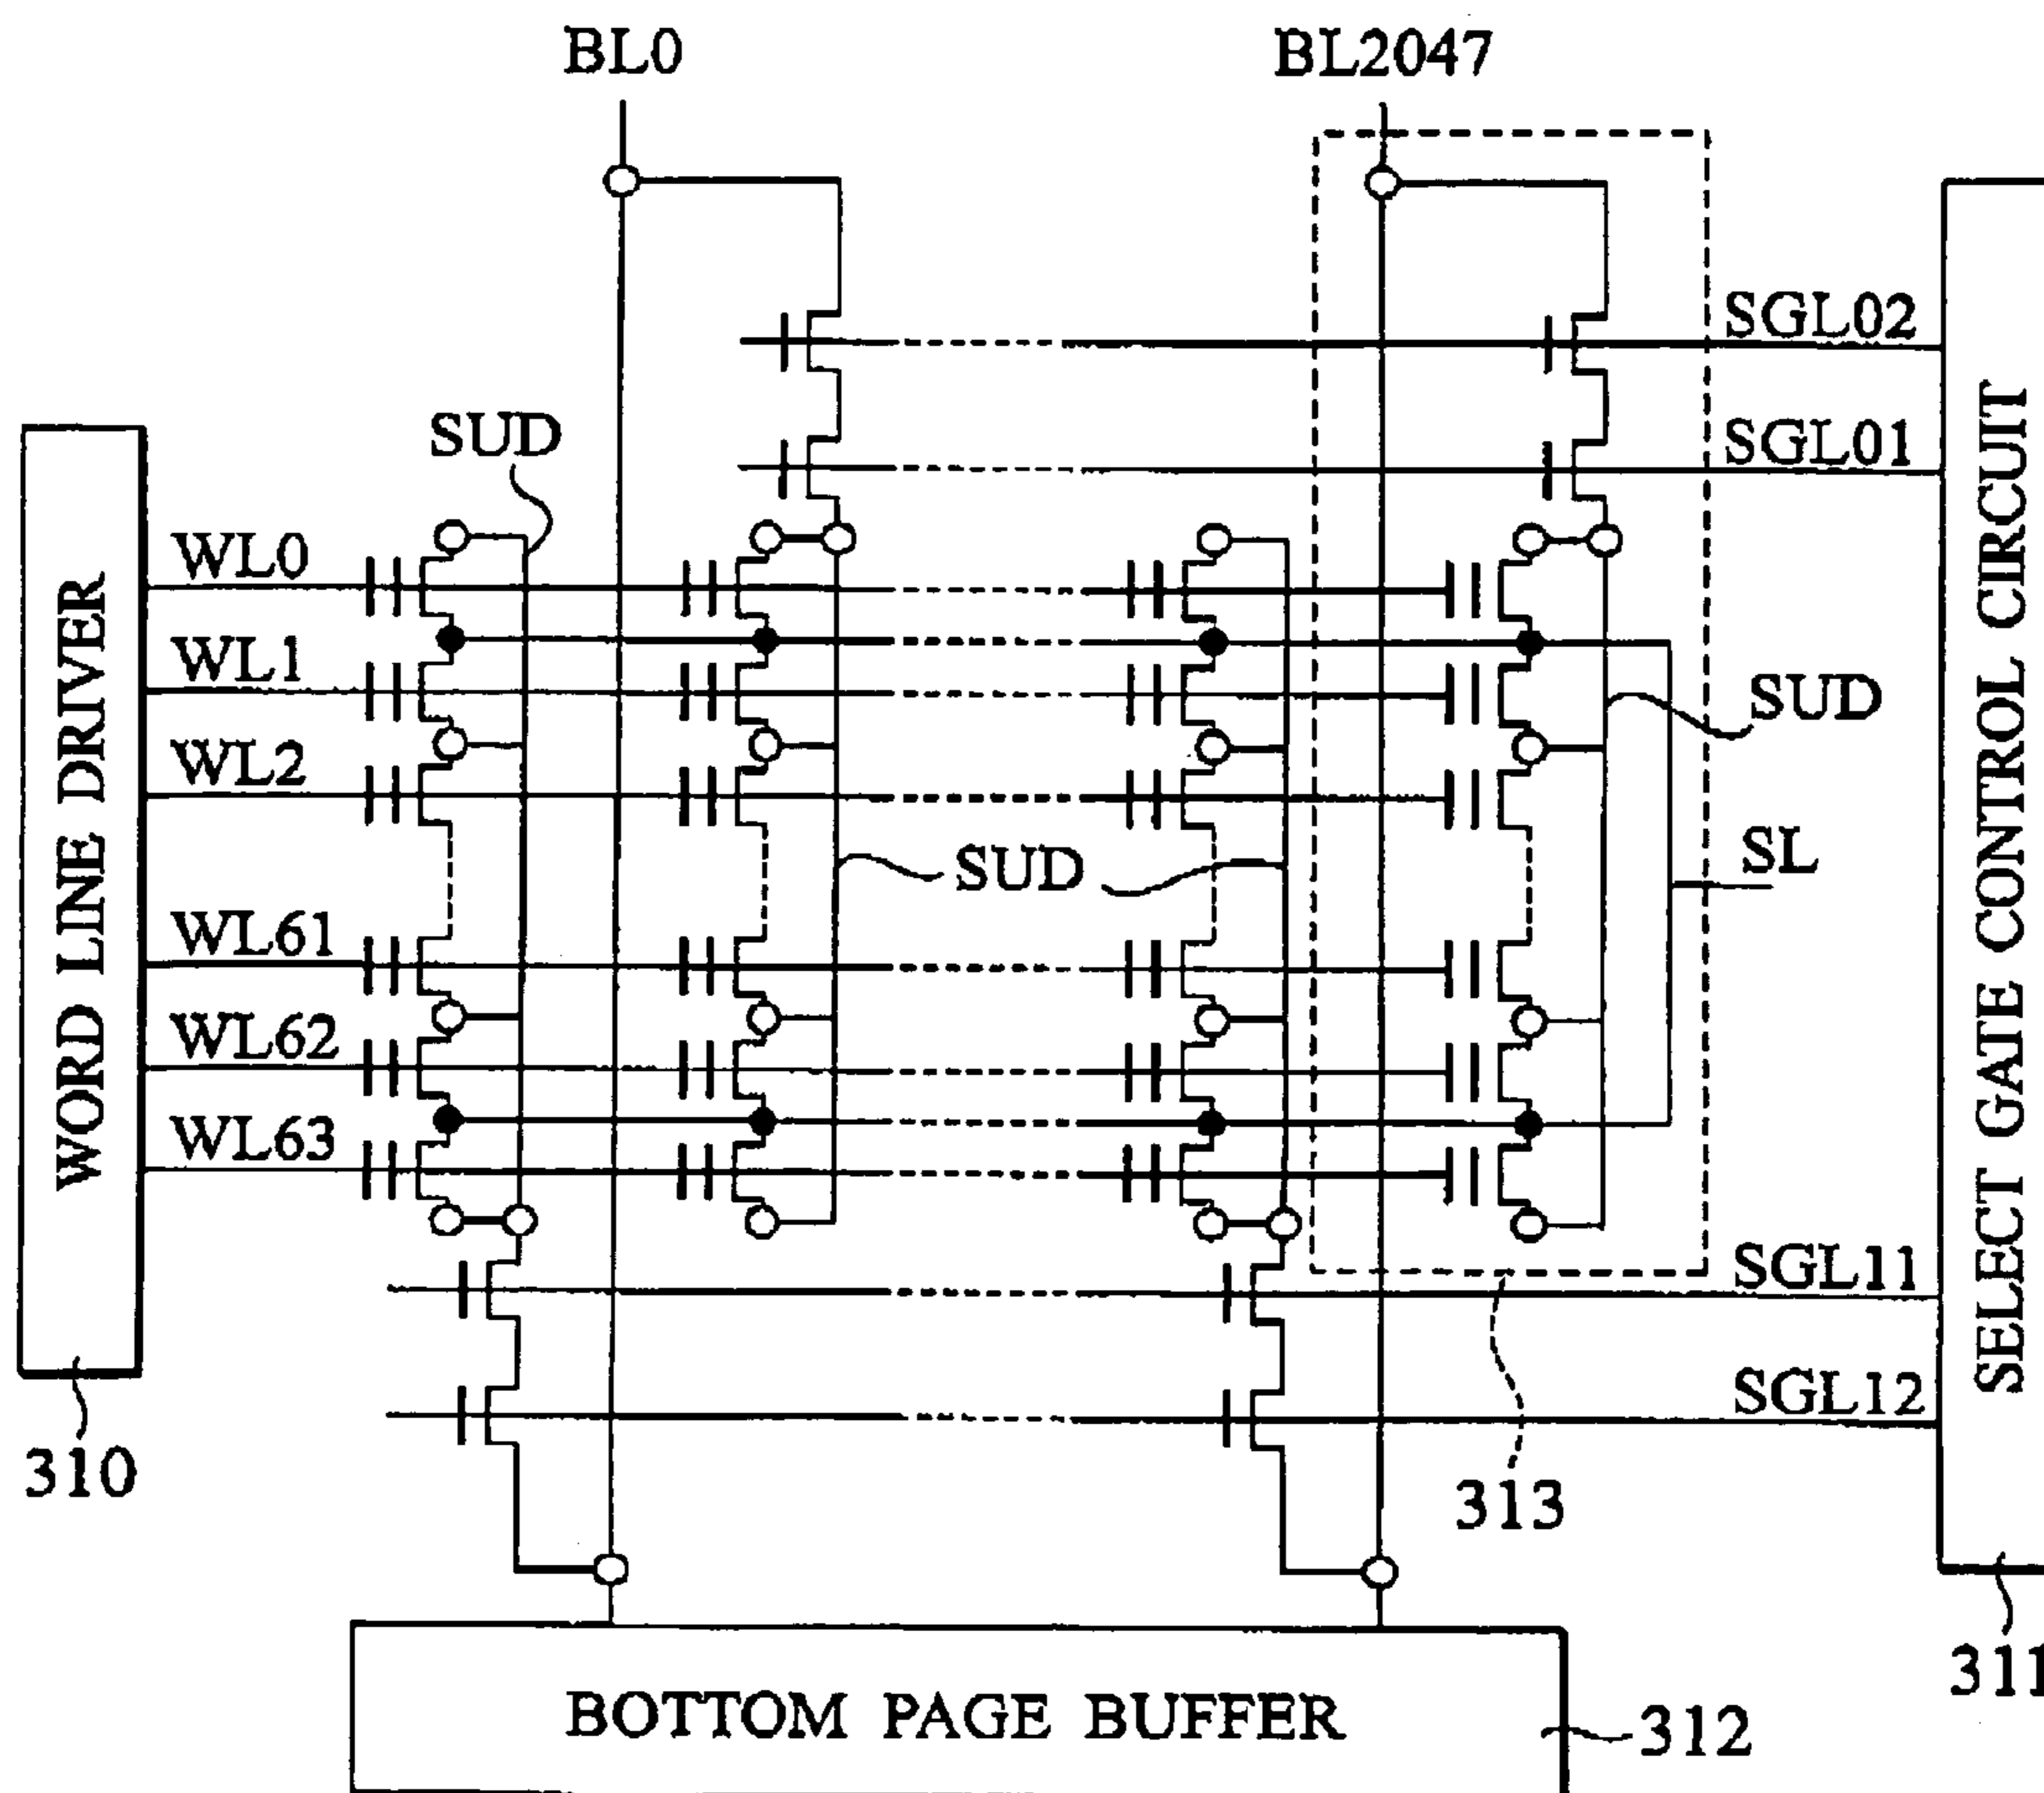 BL0
BL2047
SGL02
SGL01
SUD
WL0
WL1
SUD
WL2
SL
SUD
WL61
WL62
WL63
SGL11
SGL12
310
313
311
312
WORD LINE DRIVER
SELECT GATE CONTROL CIRCUIT
BOTTOM PAGE BUFFER